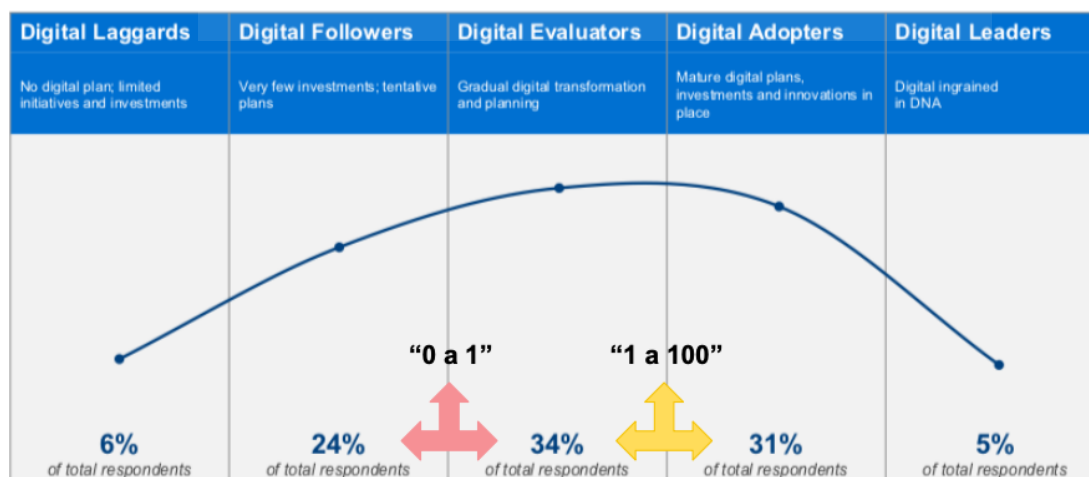 Digital Laggards
No digital plan; limited
initiatives and investments
Digital Followers
Very few investments; tentative
plans
Digital Evaluators
Gradual digital transformation
and planning
Digital Adopters
Mature digital plans,
investments and innovations in
place
Digital Leaders
Digital ingrained
in DNA
“0 a 1”
“1 a 100”
6%
of total respondents
24%
of total respondents
34%
of total respondents
31%
of total respondents
5%
of total respondents